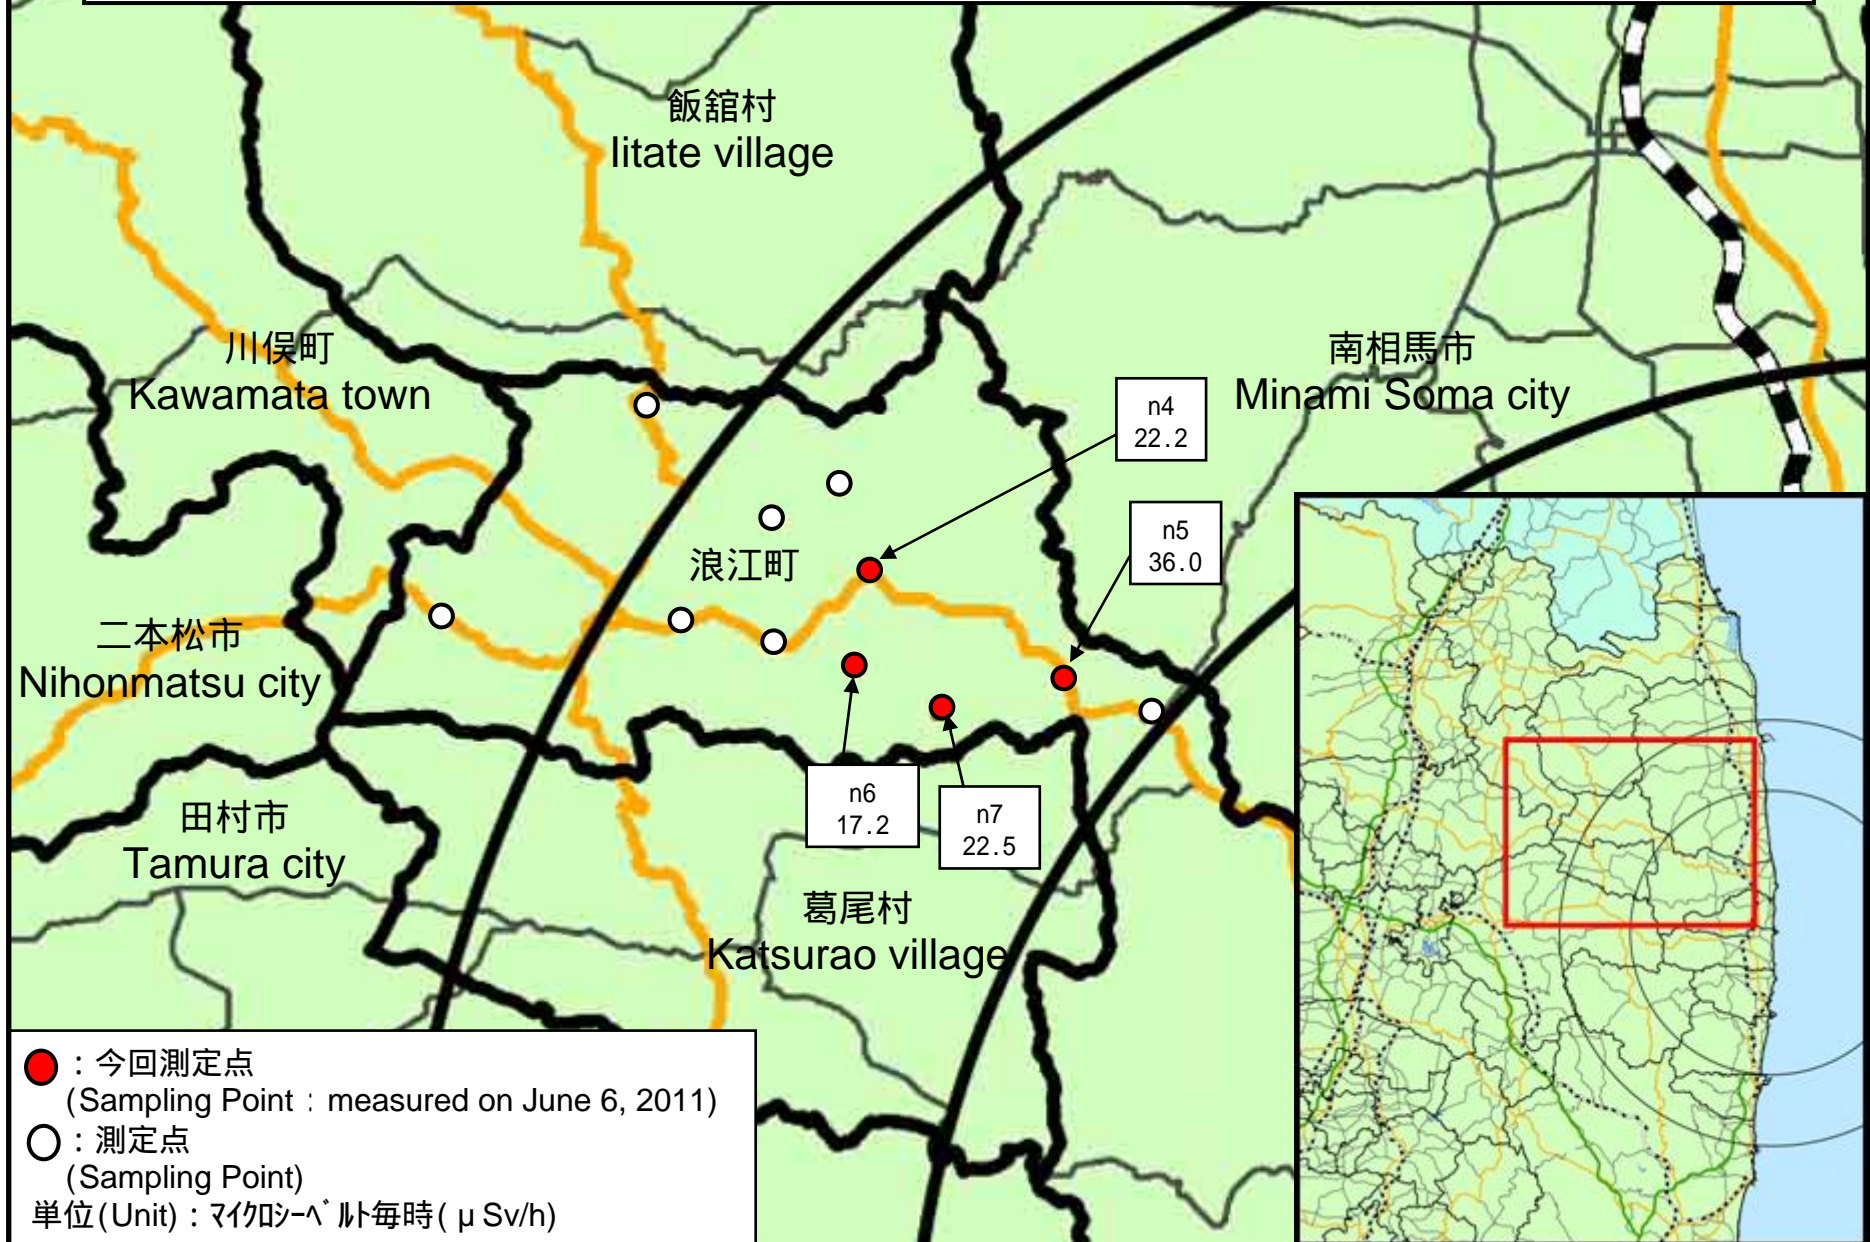 飯舘村
Iitate village
川俣町
Kawamata town
南相馬市
Minami Soma city
n4
22.2
n5
36.0
浪江町
二本松市
Nihonmatsu city
n6
17.2
n7
22.5
田村市
Tamura city
葛尾村
Katsurao village
:今回測定点
(Sampling Point : measured on June 6, 2011)
:測定点
(Sampling Point)
単位(Unit):マイクロシーベルト毎時( μ Sv/h)